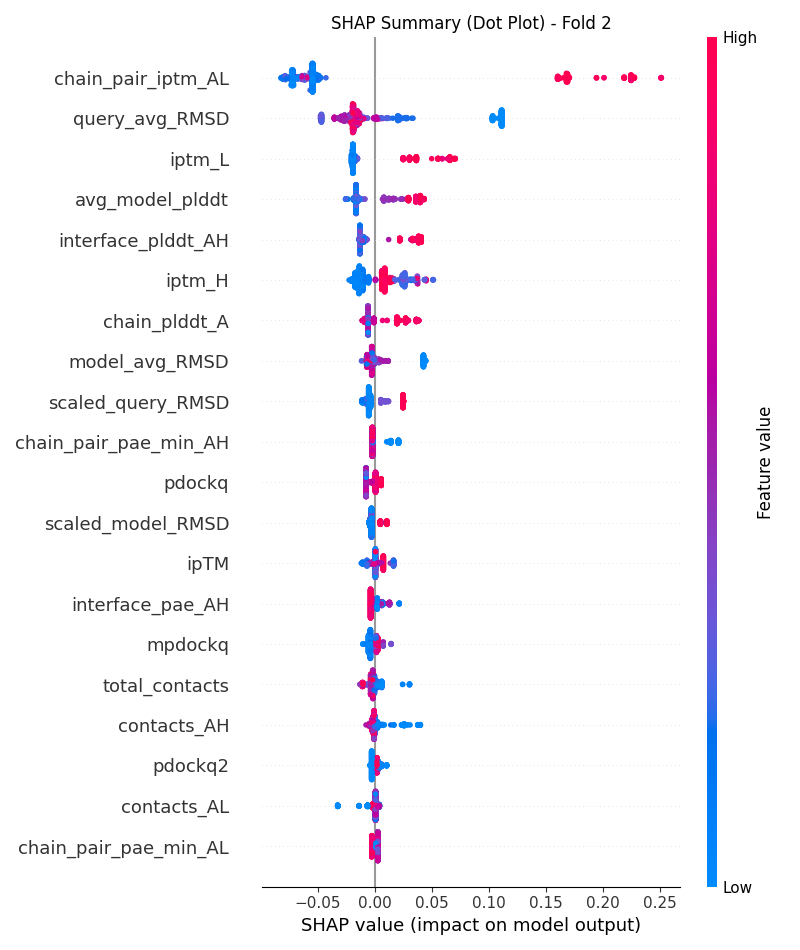 SHAP Summary (Dot Plot) - Fold 2
High
chain_pair_iptm_AL
query_avg_RMSD
iptm_L
avg_model_plddt
interface_plddt_AH
iptm_H
chain_plddt_A
model_avg_RMSD
scaled_query_RMSD
chain_pair_pae_min_AH
pdockq
scaled_model_RMSD
ipTM
interface_pae_AH
mpdockq
total_contacts
contacts_AH
pdockq2
contacts_AL
chain_pair_pae_min_AL
Feature value
Low
−0.05 0.00 0.05 0.10 0.15 0.20 0.25
SHAP value (impact on model output)